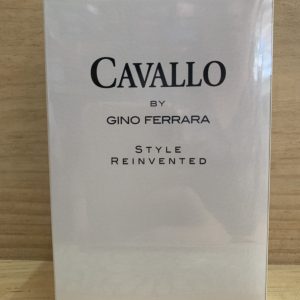 CAVALLO
BY
GINO FERRARA
STYLE
REINVENTED